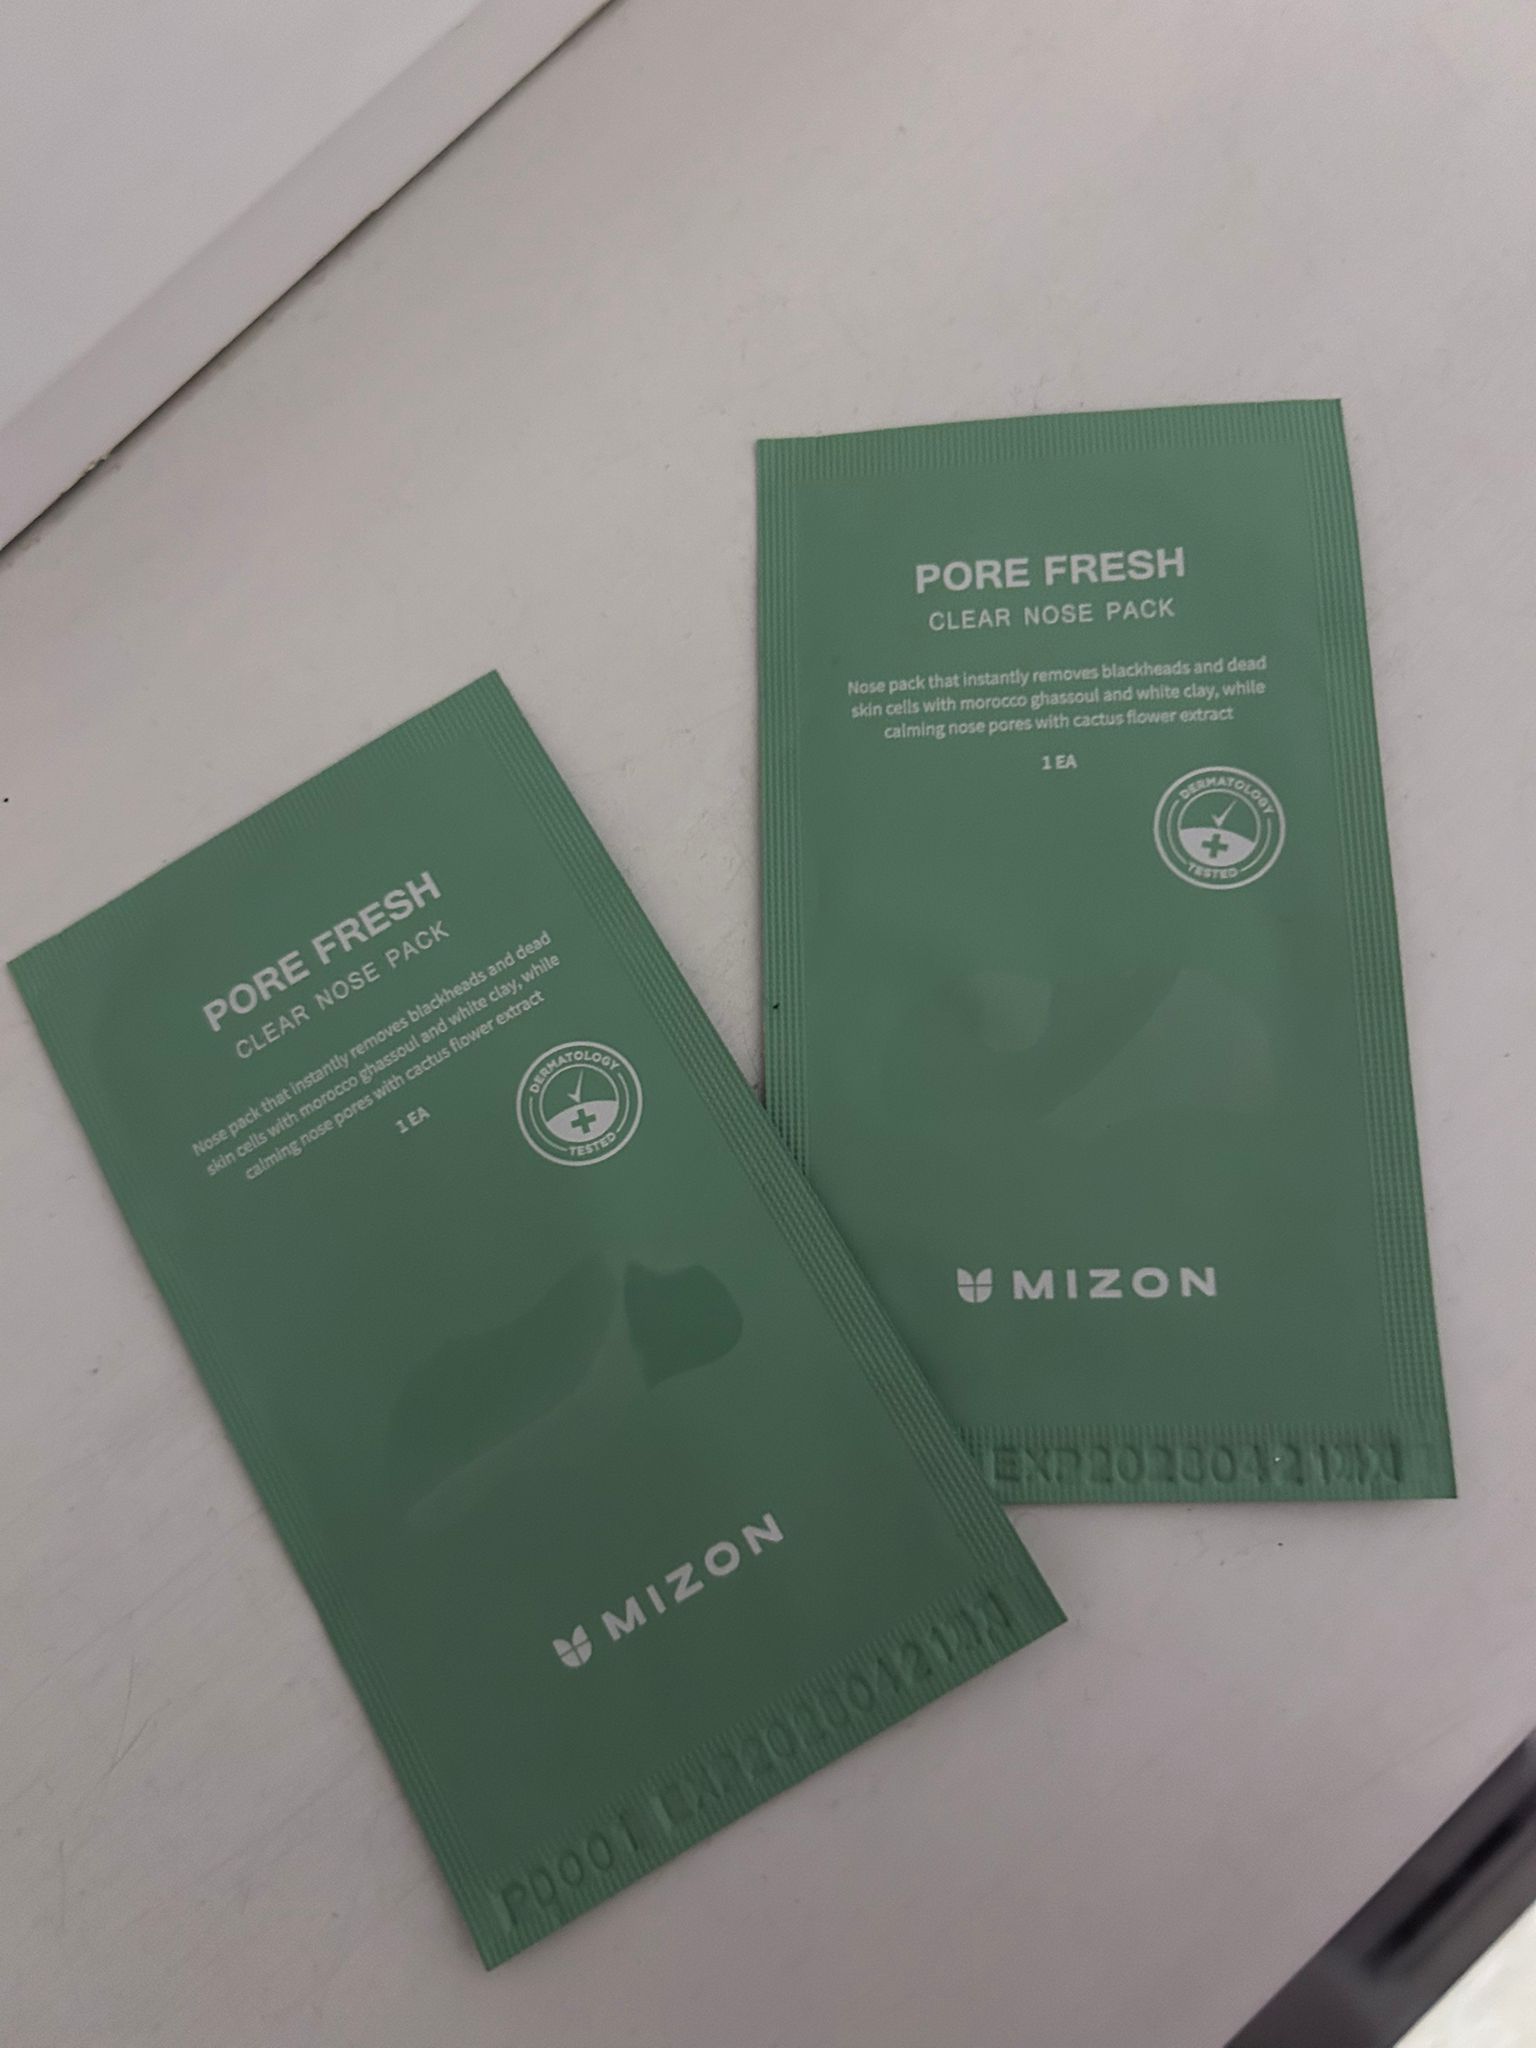 PORE FRESH
CLEAR NOSE PACK
Nose pack that instantly removes blackheads and dead
skin cells with morocco ghassoul and white clay, while
calming nose pores with cactus flower extract
1 EA
DERMATOLOGY
TESTED
MIZON
P0001 EXP20280421
PORE FRESH
CLEAR NOSE PACK
Nose pack that instantly removes blackheads and dead
skin cells with morocco ghassoul and white clay, while
calming nose pores with cactus flower extract
1 EA
DERMATOLOGY
TESTED
MIZON
EXP20280421